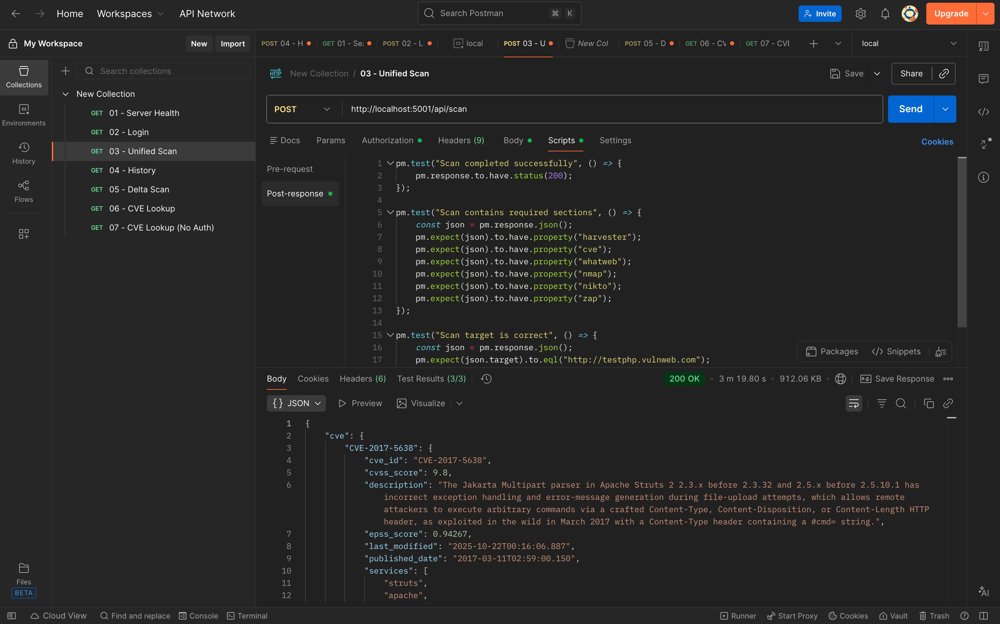 Home Workspaces API Network Search Postman ⌘ K Invite Upgrade
My Workspace New Import
POST 04 - H GET 01 - Se POST 02 - L local POST 03 - U New Col POST 05 - D GET 06 - CV GET 07 - CVE local
Collections
Environments
History
Flows
Files
BETA
Search collections
New Collection
GET 01 - Server Health
GET 02 - Login
GET 03 - Unified Scan
GET 04 - History
GET 05 - Delta Scan
GET 06 - CVE Lookup
GET 07 - CVE Lookup (No Auth)
HTTP New Collection / 03 - Unified Scan Save Share
POST http://localhost:5001/api/scan Send
Docs Params Authorization Headers (9) Body Scripts Settings Cookies
Pre-request
Post-response
1 pm.test("Scan completed successfully", () => {
2 pm.response.to.have.status(200);
3 });
4
5 pm.test("Scan contains required sections", () => {
6 const json = pm.response.json();
7 pm.expect(json).to.have.property("harvester");
8 pm.expect(json).to.have.property("cve");
9 pm.expect(json).to.have.property("whatweb");
10 pm.expect(json).to.have.property("nmap");
11 pm.expect(json).to.have.property("nikto");
12 pm.expect(json).to.have.property("zap");
13 });
14
15 pm.test("Scan target is correct", () => {
16 const json = pm.response.json();
17 pm.expect(json.target).to.eql("http://testphp.vulnweb.com");
Packages Snippets
Body Cookies Headers (6) Test Results (3/3) 200 OK • 3 m 19.80 s • 912.06 KB • e.g. Save Response
{} JSON Preview Visualize
1 {
2 "cve": {
3 "CVE-2017-5638": {
4 "cve_id": "CVE-2017-5638",
5 "cvss_score": 9.8,
6 "description": "The Jakarta Multipart parser in Apache Struts 2 2.3.x before 2.3.32 and 2.5.x before 2.5.10.1 has
incorrect exception handling and error-message generation during file-upload attempts, which allows remote
attackers to execute arbitrary commands via a crafted Content-Type, Content-Disposition, or Content-Length HTTP
header, as exploited in the wild in March 2017 with a Content-Type header containing a #cmd= string.",
7 "epss_score": 0.94267,
8 "last_modified": "2025-10-22T00:16:06.887",
9 "published_date": "2017-03-11T02:59:00.150",
10 "services": [
11 "struts",
12 "apache",
AI
Cloud View Find and replace Console Terminal Runner Start Proxy Cookies Vault Trash